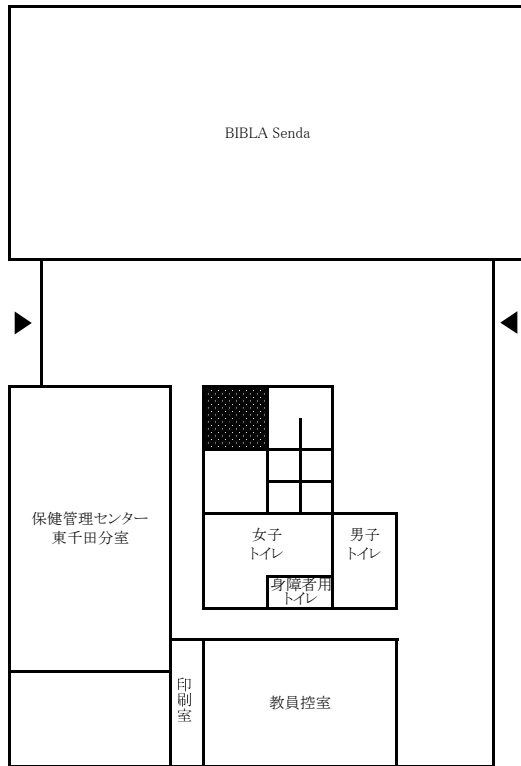 BIBLA Senda
保健管理センター
東千田分室
女子
トイレ
男子
トイレ
身障者用
トイレ
印刷室
教員控室